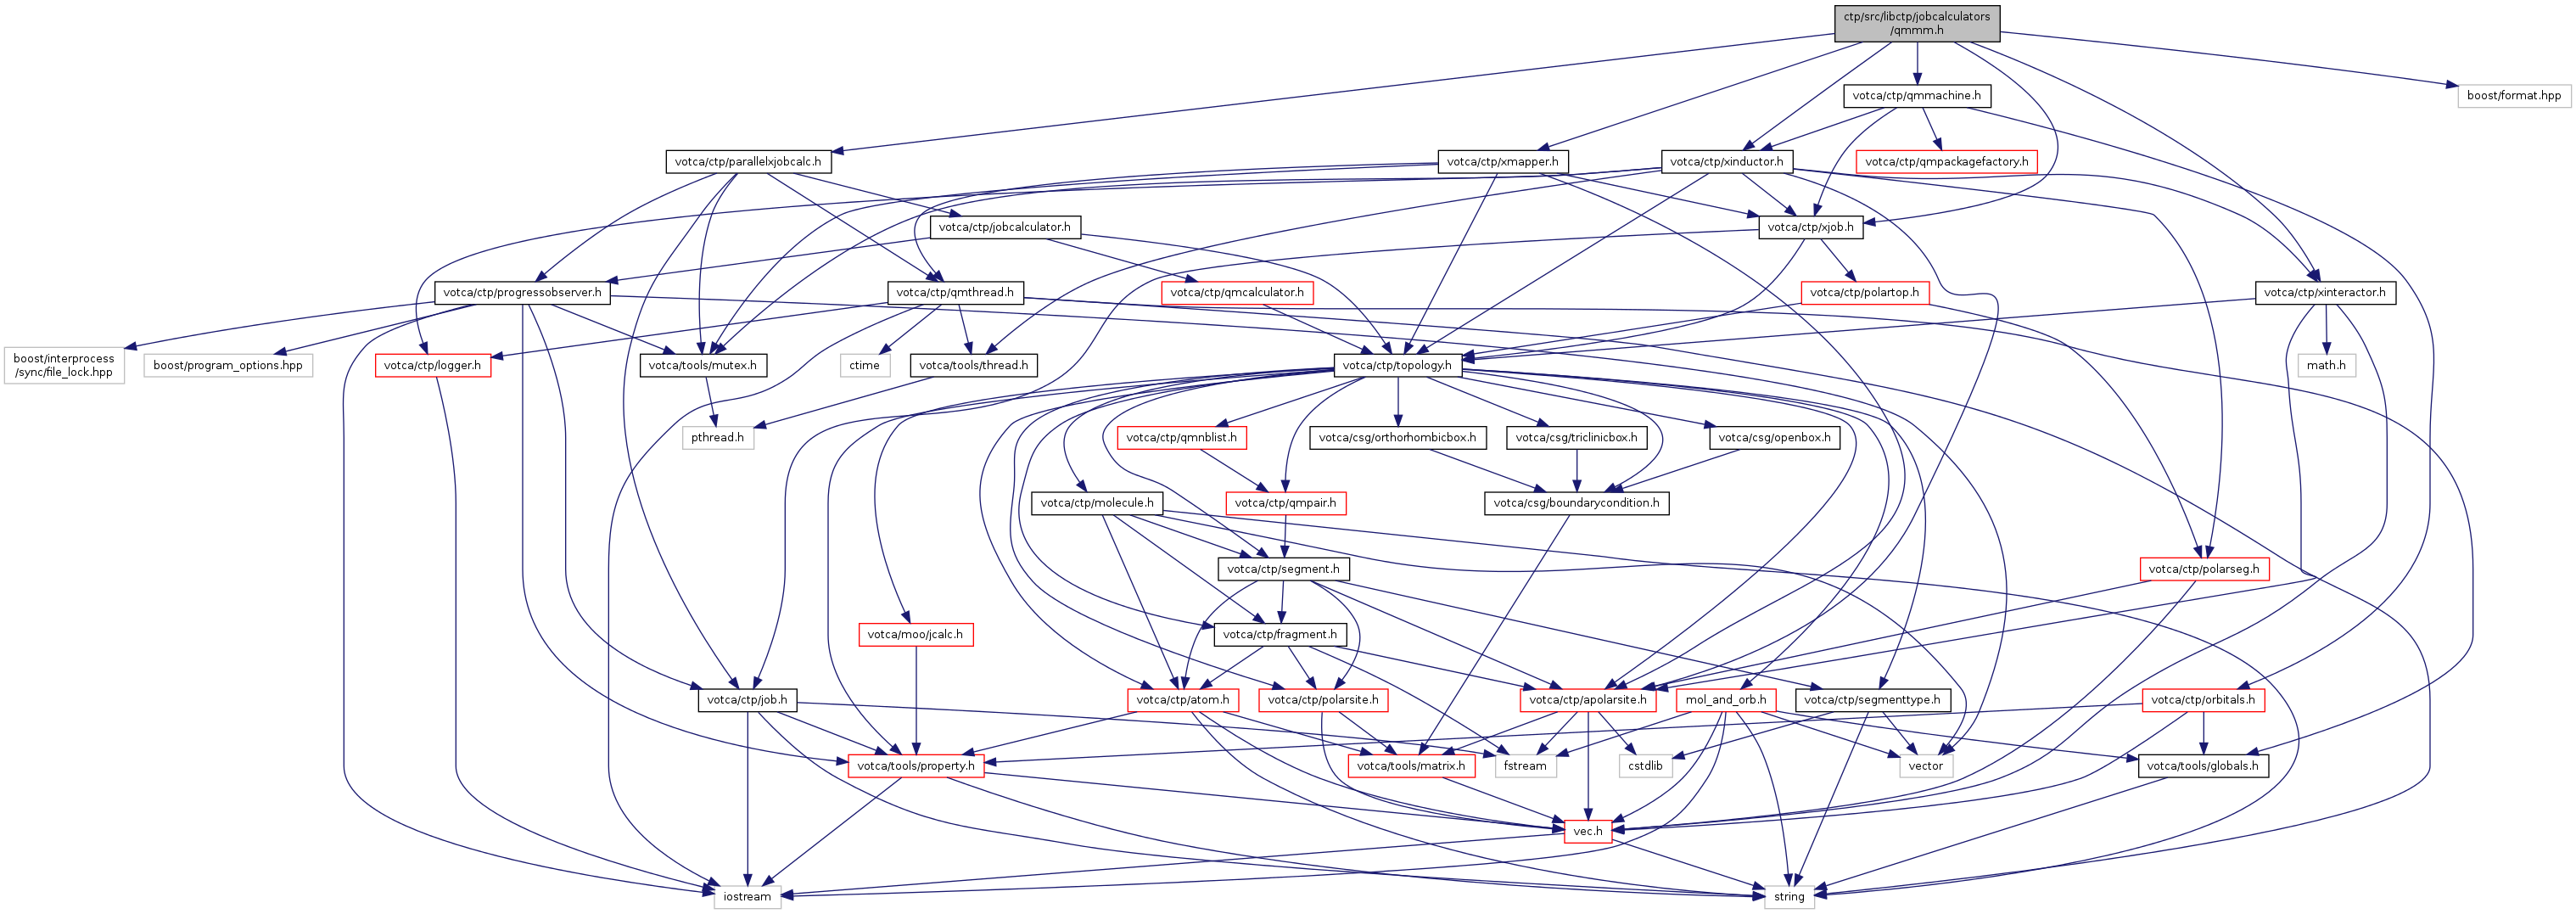 ctp/src/libctp/jobcalculators
/qmmm.h
votca/ctp/qmmachine.h
boost/format.hpp
votca/ctp/parallelxjobcalc.h
votca/ctp/xmapper.h
votca/ctp/xinductor.h
votca/ctp/qmpackagefactory.h
votca/ctp/jobcalculator.h
votca/ctp/xjob.h
votca/ctp/progressobserver.h
votca/ctp/qmthread.h
votca/ctp/qmcalculator.h
votca/ctp/polartop.h
votca/ctp/xinteractor.h
boost/interprocess
/sync/file_lock.hpp
boost/program_options.hpp
votca/ctp/logger.h
votca/tools/mutex.h
ctime
votca/tools/thread.h
votca/ctp/topology.h
math.h
pthread.h
votca/ctp/qmnblist.h
votca/csg/orthorhombicbox.h
votca/csg/triclinicbox.h
votca/csg/openbox.h
votca/ctp/molecule.h
votca/ctp/qmpair.h
votca/csg/boundarycondition.h
votca/ctp/segment.h
votca/ctp/polarseg.h
votca/moo/jcalc.h
votca/ctp/fragment.h
votca/ctp/job.h
votca/ctp/atom.h
votca/ctp/polarsite.h
votca/ctp/apolarsite.h
mol_and_orb.h
votca/ctp/segmenttype.h
votca/ctp/orbitals.h
votca/tools/property.h
votca/tools/matrix.h
fstream
cstdlib
vector
votca/tools/globals.h
vec.h
iostream
string